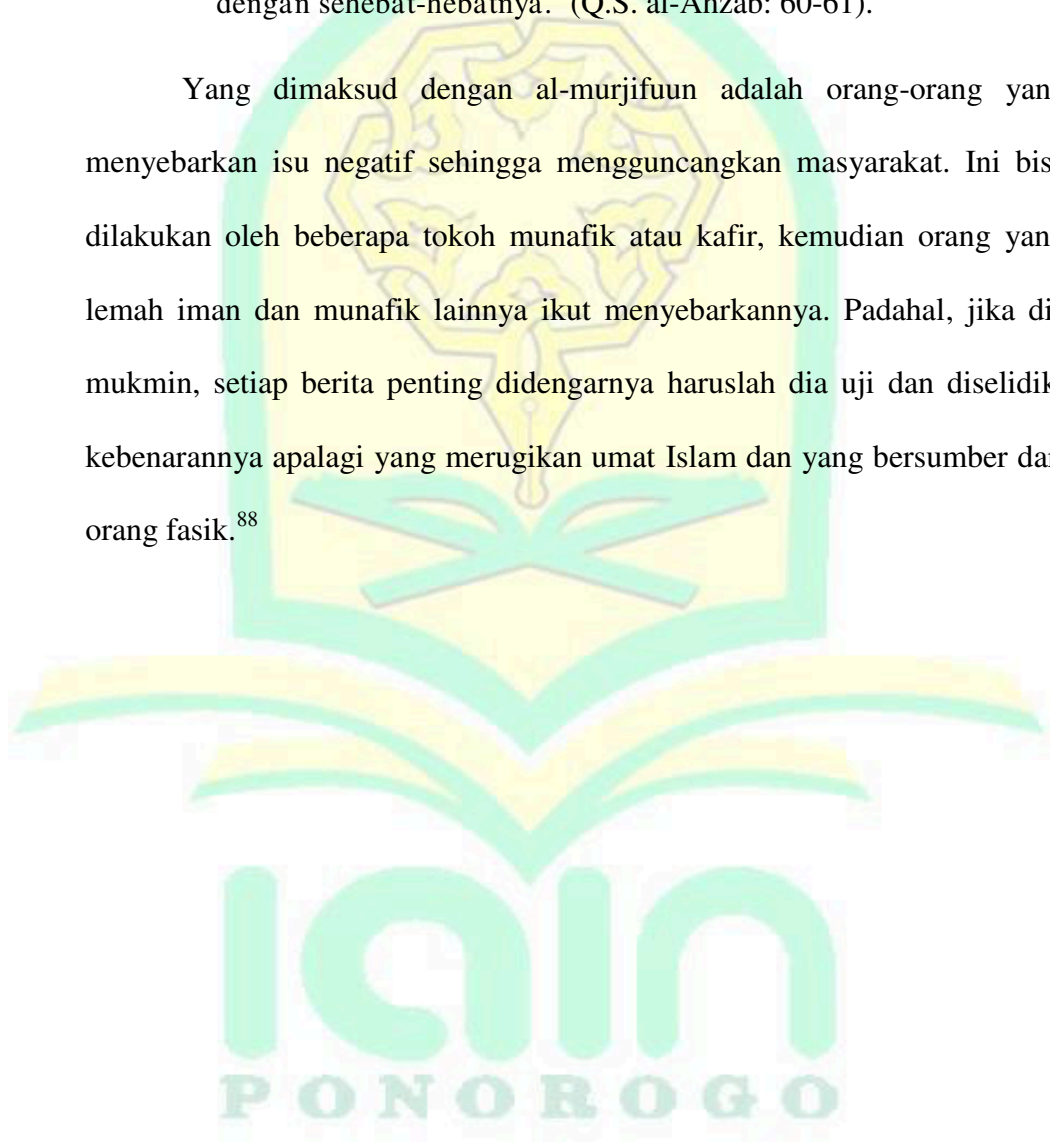 dengan sehebat-hebatnya." (Q.S. al-Ahzab: 60-61).
Yang dimaksud dengan al-murjifuun adalah orang-orang yan
menyebarkan isu negatif sehingga mengguncangkan masyarakat. Ini bis
dilakukan oleh beberapa tokoh munafik atau kafir, kemudian orang yan
lemah iman dan munafik lainnya ikut menyebarkannya. Padahal, jika di
mukmin, setiap berita penting didengarnya haruslah dia uji dan diselidik
kebenarannya apalagi yang merugikan umat Islam dan yang bersumber dar
orang fasik.88
iain
PONOROGO